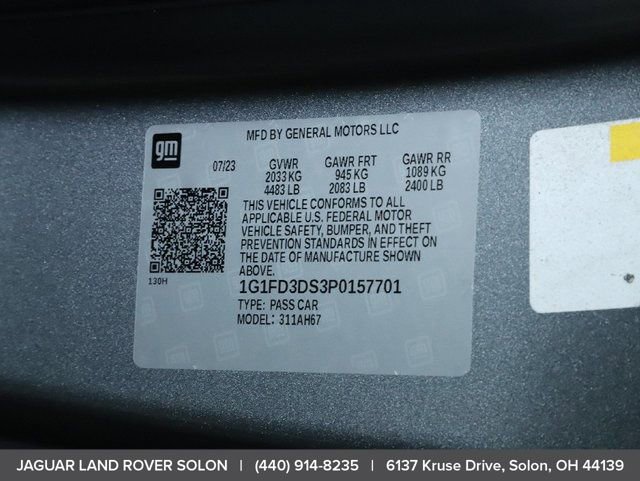 gm
MFD BY GENERAL MOTORS LLC
07/23 GVWR GAWR FRT GAWR RR
2033 KG 945 KG 1089 KG
4483 LB 2083 LB 2400 LB
THIS VEHICLE CONFORMS TO ALL
APPLICABLE U.S. FEDERAL MOTOR
VEHICLE SAFETY, BUMPER, AND THEFT
PREVENTION STANDARDS IN EFFECT ON
THE DATE OF MANUFACTURE SHOWN
ABOVE.
130H
1G1FD3DS3P0157701
TYPE: PASS CAR
MODEL: 311AH67
JAGUAR LAND ROVER SOLON | (440) 914-8235 | 6137 Kruse Drive, Solon, OH 44139